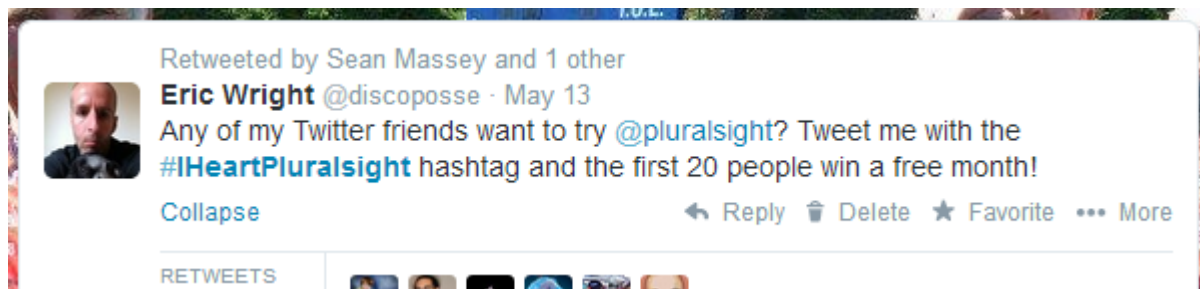 Retweeted by Sean Massey and 1 other
Eric Wright @discoposse · May 13
Any of my Twitter friends want to try @pluralsight? Tweet me with the
#IHeartPluralsight hashtag and the first 20 people win a free month!
Collapse Reply Delete Favorite ••• More
RETWEETS